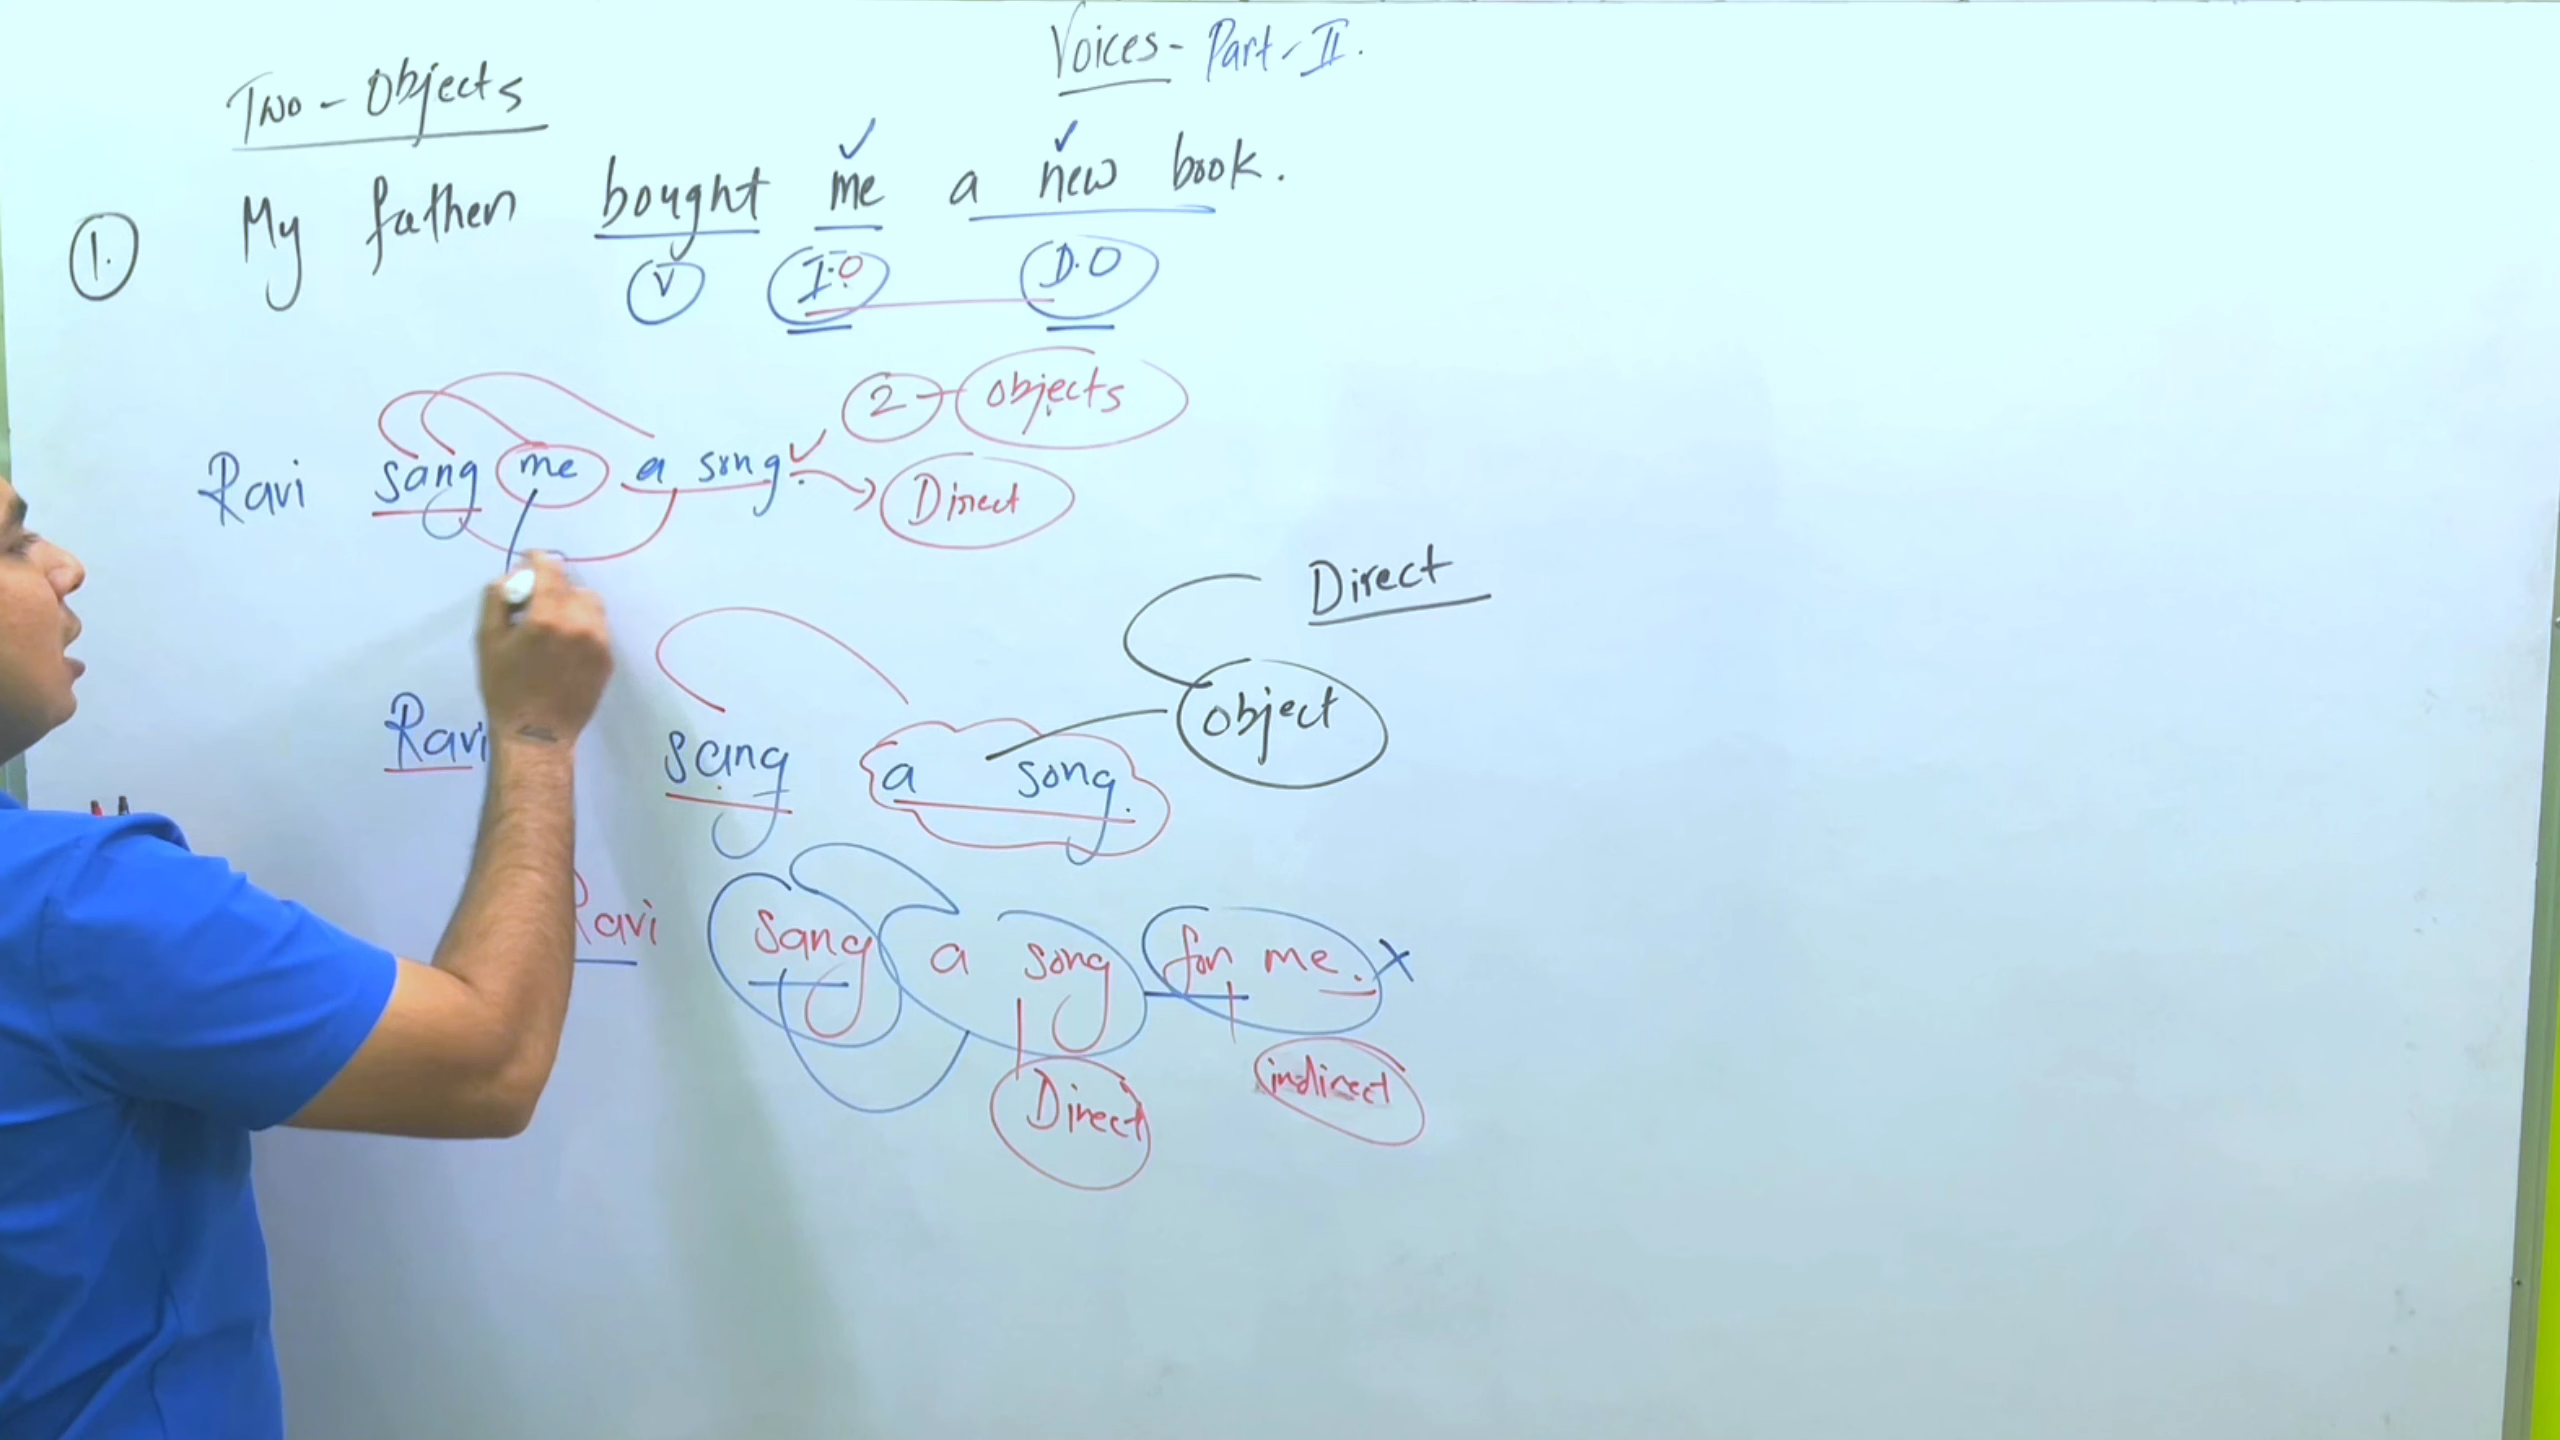 Voices - Part - II.
Two - Objects
1. My father bought me a new book.
V I.O D.O
2 - objects
Ravi sang me a song.
Direct
Direct
object
Ravi sang a song.
Ravi sang a song for me. x
Direct indirect